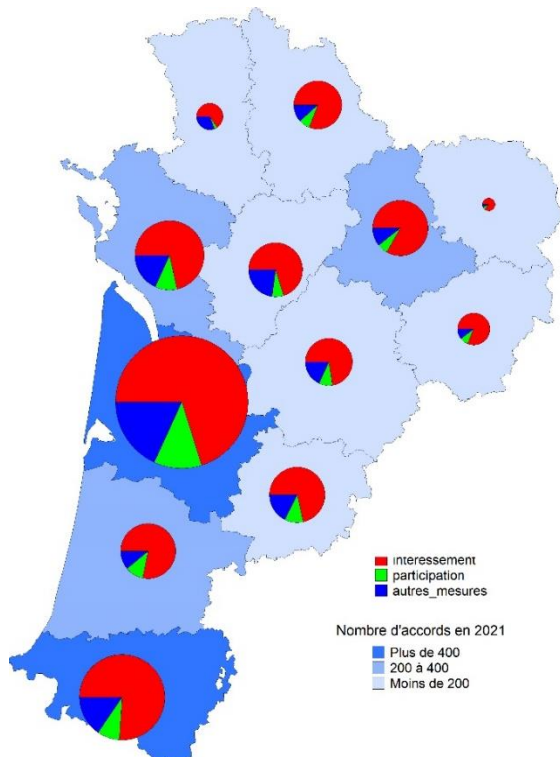 interessement
participation
autres_mesures
Nombre d'accords en 2021
Plus de 400
200 à 400
Moins de 200